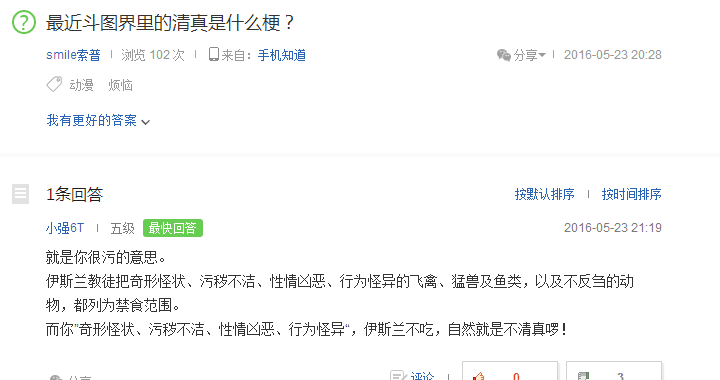 最近斗图界里的清真是什么梗？
smile索普 浏览 102 次 来自：手机知道 分享 2016-05-23 20:28
动漫 烦恼
我有更好的答案
1条回答 按默认排序 按时间排序
小强6T 五级 最快回答 2016-05-23 21:19
就是你很污的意思。
伊斯兰教徒把奇形怪状、污秽不洁、性情凶恶、行为怪异的飞禽、猛兽及鱼类，以及不反刍的动
物，都列为禁食范围。
而你”奇形怪状、污秽不洁、性情凶恶、行为怪异“，伊斯兰不吃，自然就是不清真啰！
分享 评论 0 3